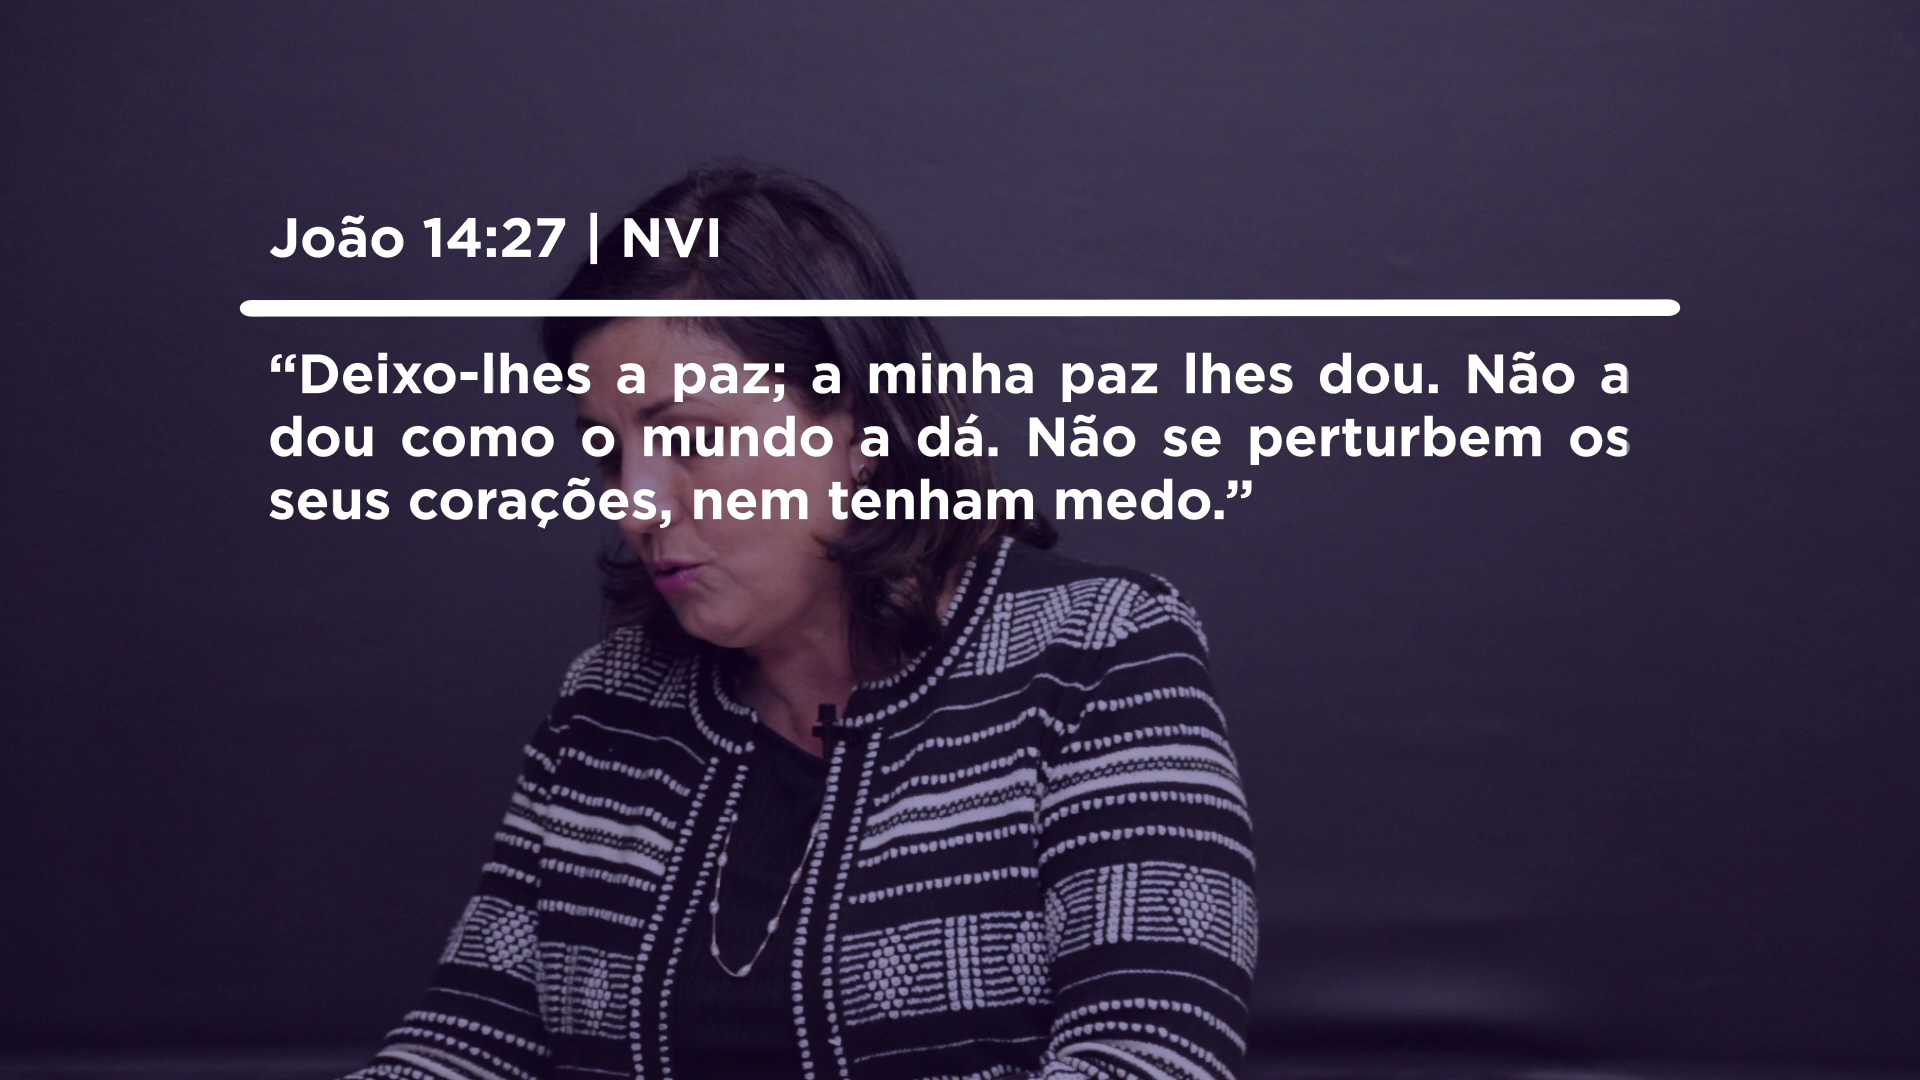 João 14:27 | NVI
“Deixo-lhes a paz; a minha paz lhes dou. Não a
dou como o mundo a dá. Não se perturbem os
seus corações, nem tenham medo.”